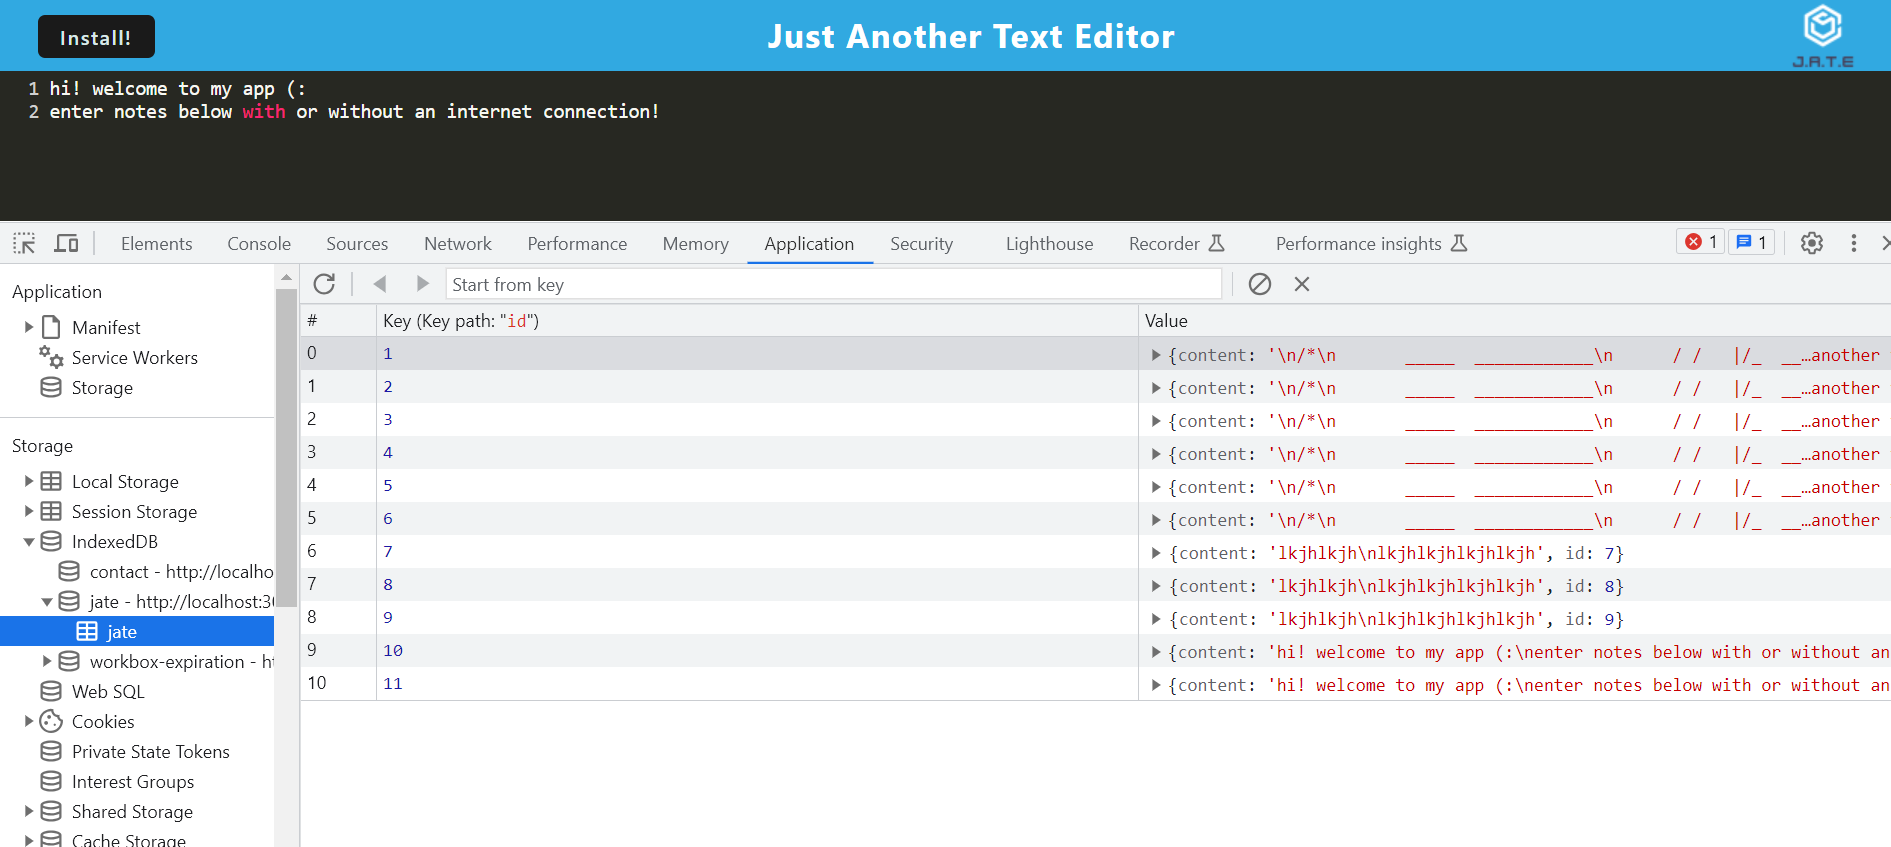 Install!
Just Another Text Editor
J.A.T.E
1 hi! welcome to my app (:
2 enter notes below with or without an internet connection!
Elements Console Sources Network Performance Memory Application Security Lighthouse Recorder Performance insights 1 1
Application
Manifest
Service Workers
Storage
Storage
Local Storage
Session Storage
IndexedDB
contact - http://localho
jate - http://localhost:30
jate
workbox-expiration - ht
Web SQL
Cookies
Private State Tokens
Interest Groups
Shared Storage
Cache Storage
Start from key
# Key (Key path: "id") Value
0 1 {content: '\n/*\n       _____  ____________\n      / /   |/_  __…another
1 2 {content: '\n/*\n       _____  ____________\n      / /   |/_  __…another
2 3 {content: '\n/*\n       _____  ____________\n      / /   |/_  __…another
3 4 {content: '\n/*\n       _____  ____________\n      / /   |/_  __…another
4 5 {content: '\n/*\n       _____  ____________\n      / /   |/_  __…another
5 6 {content: '\n/*\n       _____  ____________\n      / /   |/_  __…another
6 7 {content: 'lkjhlkjh\nlkjhlkjhlkjhlkjh', id: 7}
7 8 {content: 'lkjhlkjh\nlkjhlkjhlkjhlkjh', id: 8}
8 9 {content: 'lkjhlkjh\nlkjhlkjhlkjhlkjh', id: 9}
9 10 {content: 'hi! welcome to my app (:\nenter notes below with or without an
10 11 {content: 'hi! welcome to my app (:\nenter notes below with or without an